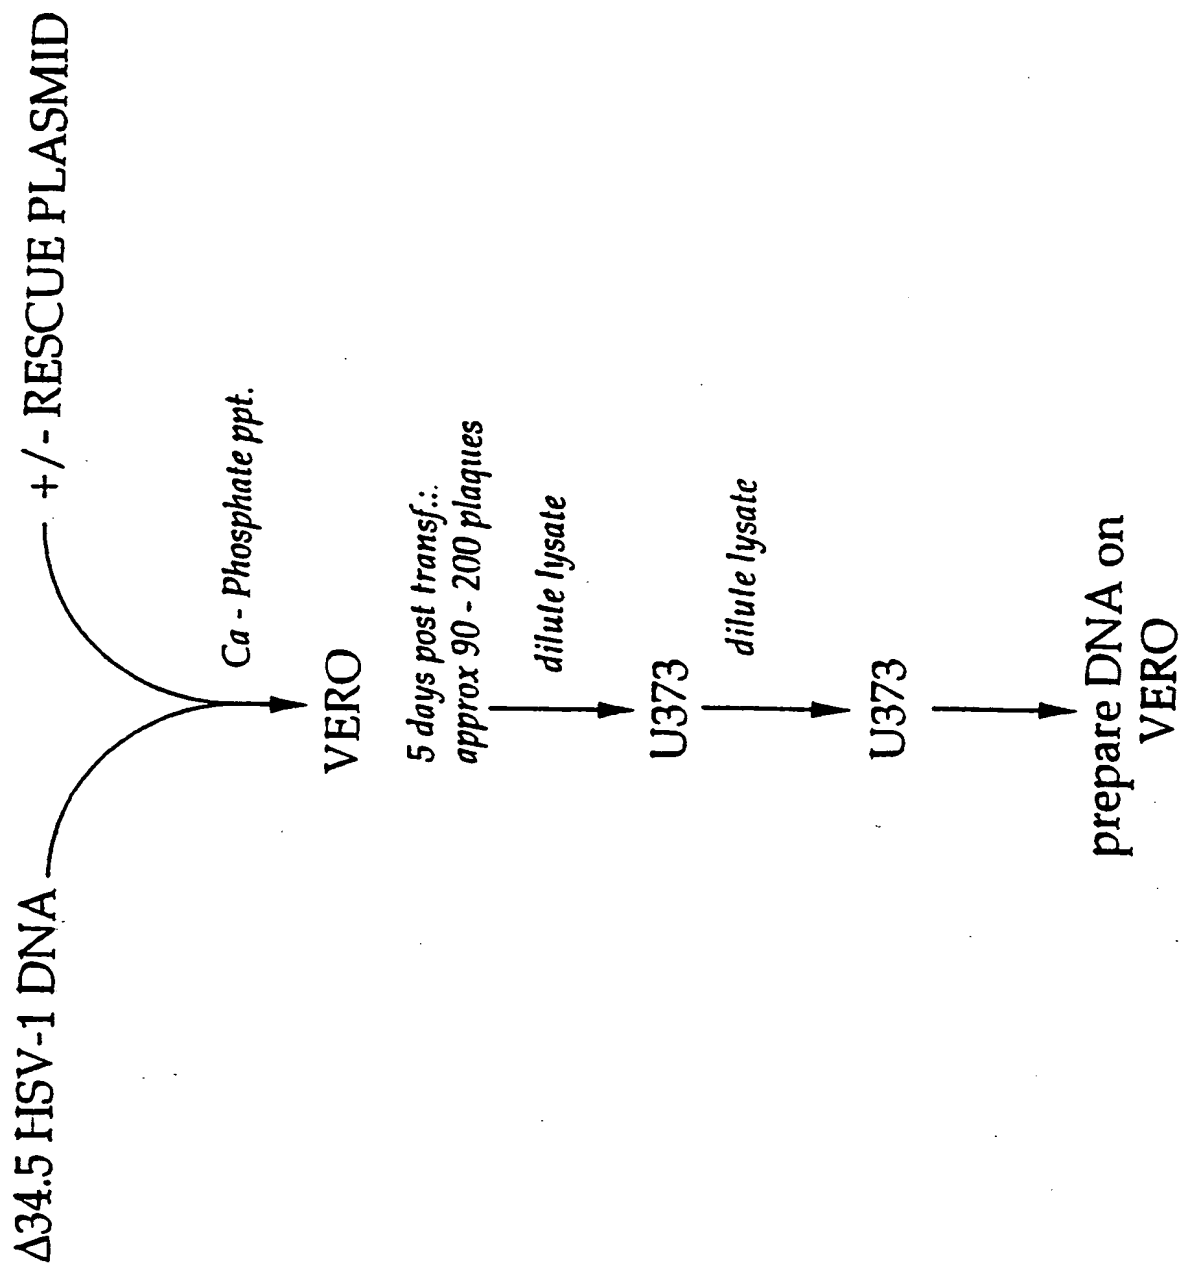 Δ34.5 HSV-1 DNA
+/- RESCUE PLASMID
Ca - Phosphate ppt.
VERO
5 days post transf.:.
approx 90 - 200 plaques
dilute lysate
U373
dilute lysate
U373
prepare DNA on
VERO